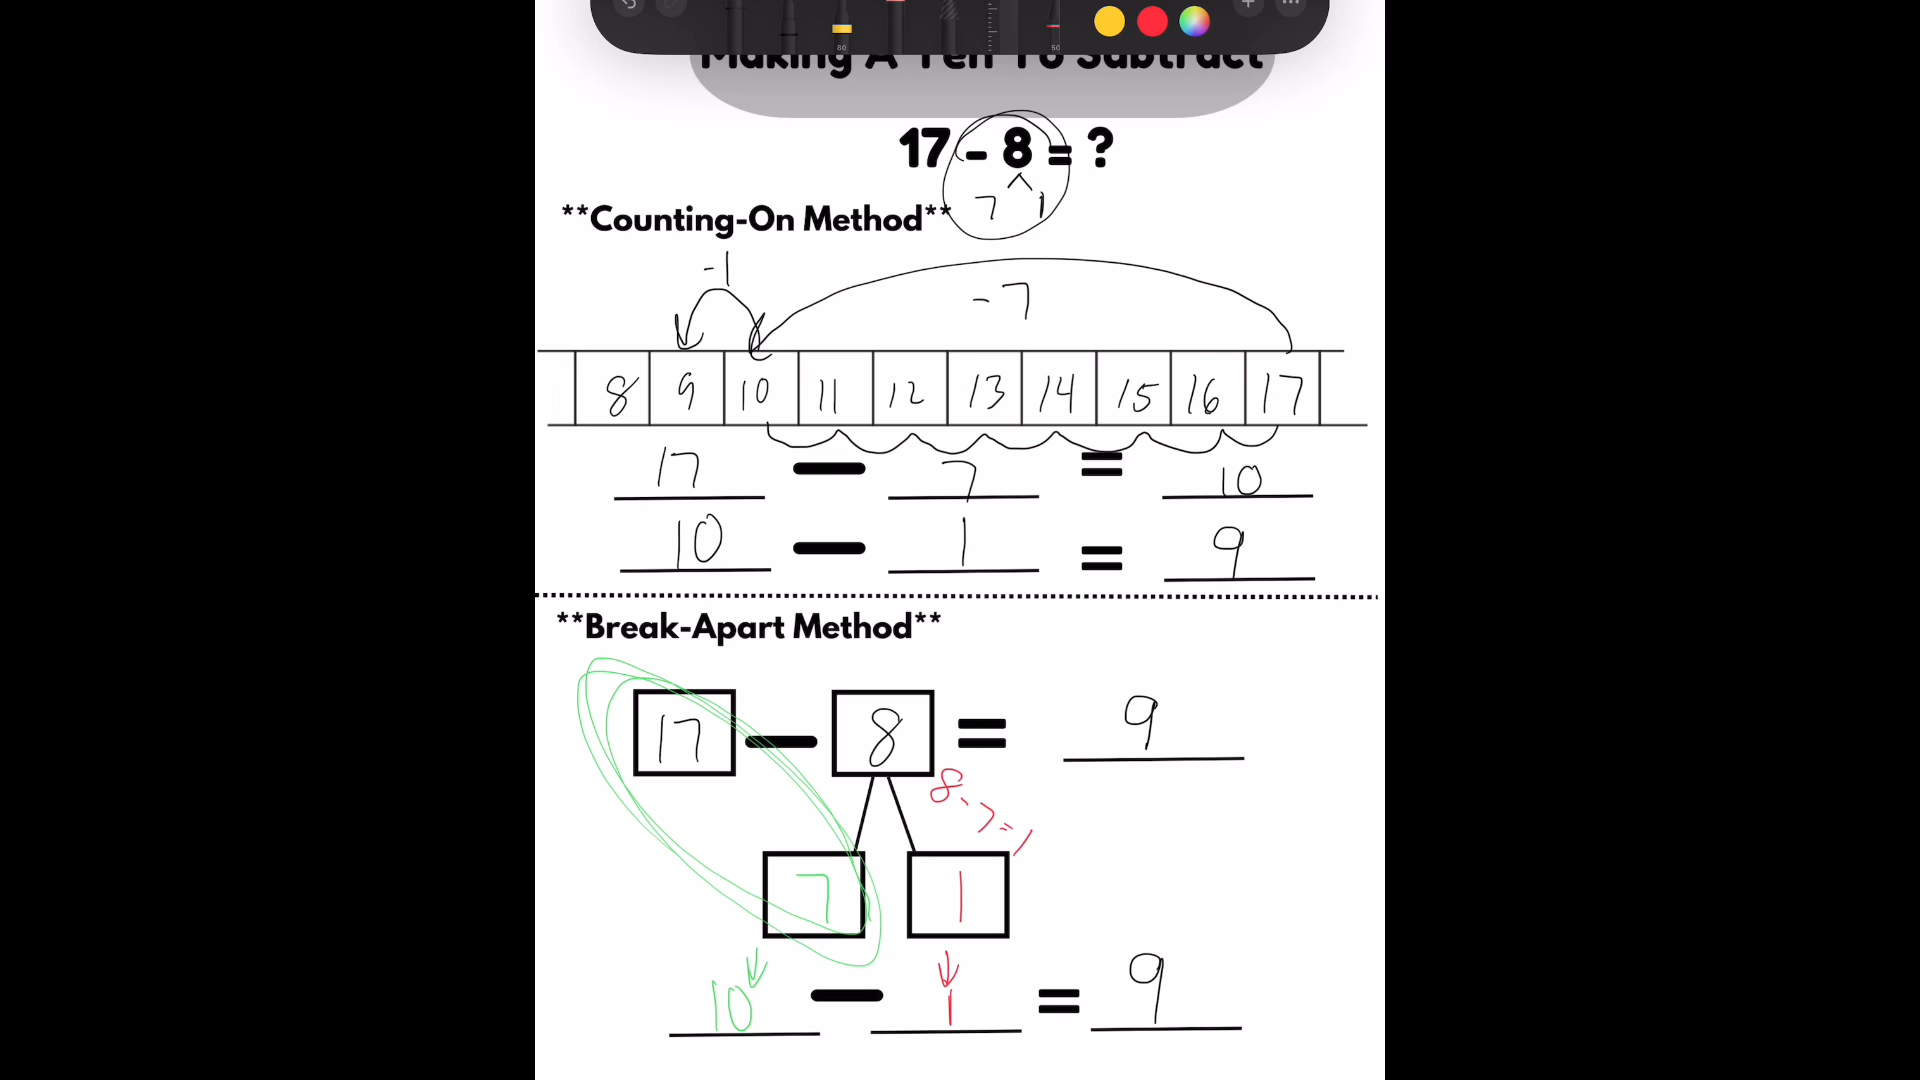 80
50
Making A Ten To Subtract
17 - 8 = ?
7 1
**Counting-On Method**
-1
-7
8 9 10 11 12 13 14 15 16 17
17 - 7 = 10
10 - 1 = 9
**Break-Apart Method**
17 - 8 = 9
8-7=1
7 1
10 - 1 = 9